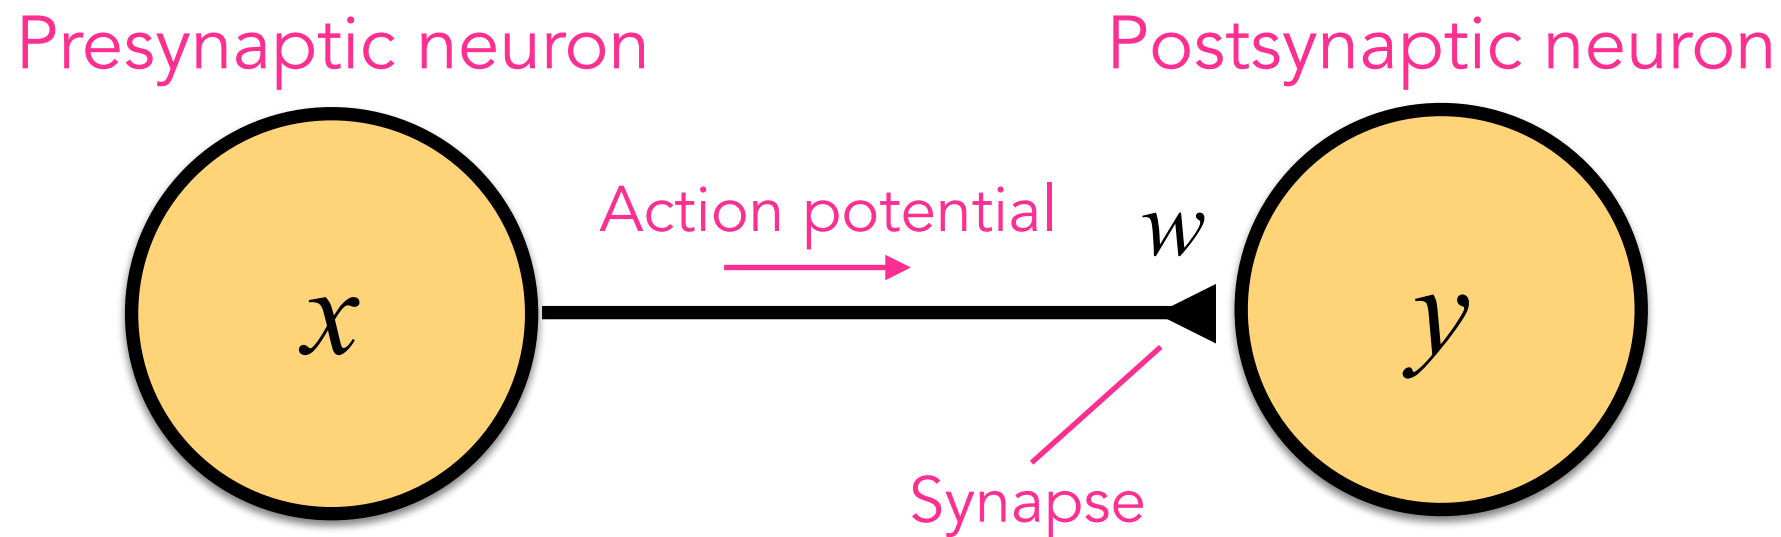 Presynaptic neuron
Postsynaptic neuron
Action potential
w
x
y
Synapse